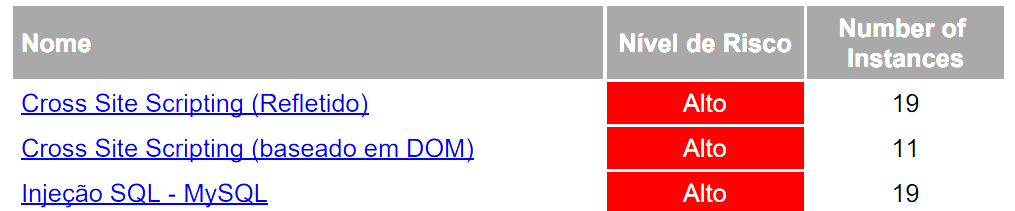 Nome Nível de Risco Number of
Instances
Cross Site Scripting (Refletido) Alto 19
Cross Site Scripting (baseado em DOM) Alto 11
Injeção SQL - MySQL Alto 19